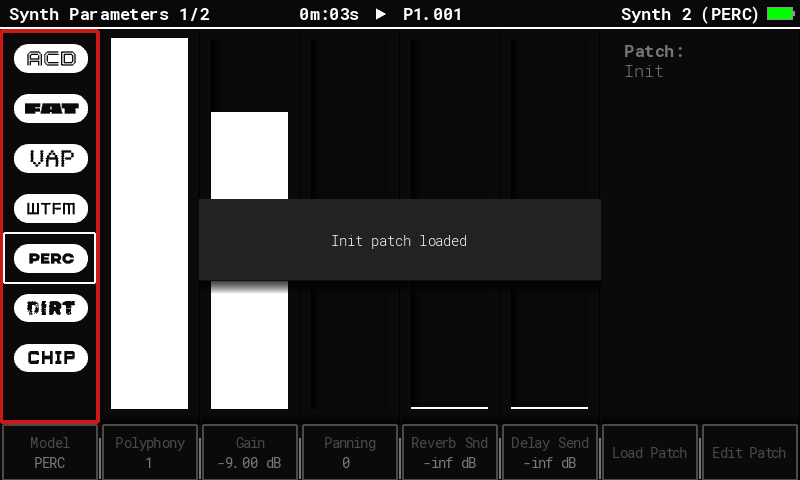 Synth Parameters 1/2
0m:03s
P1.001
Synth 2 (PERC)
ACD
FAT
VAP
WTFM
PERC
DIRT
CHIP
Patch:
Init
Init patch loaded
Model
PERC
Polyphony
1
Gain
-9.00 dB
Panning
0
Reverb Snd
-inf dB
Delay Send
-inf dB
Load Patch
Edit Patch